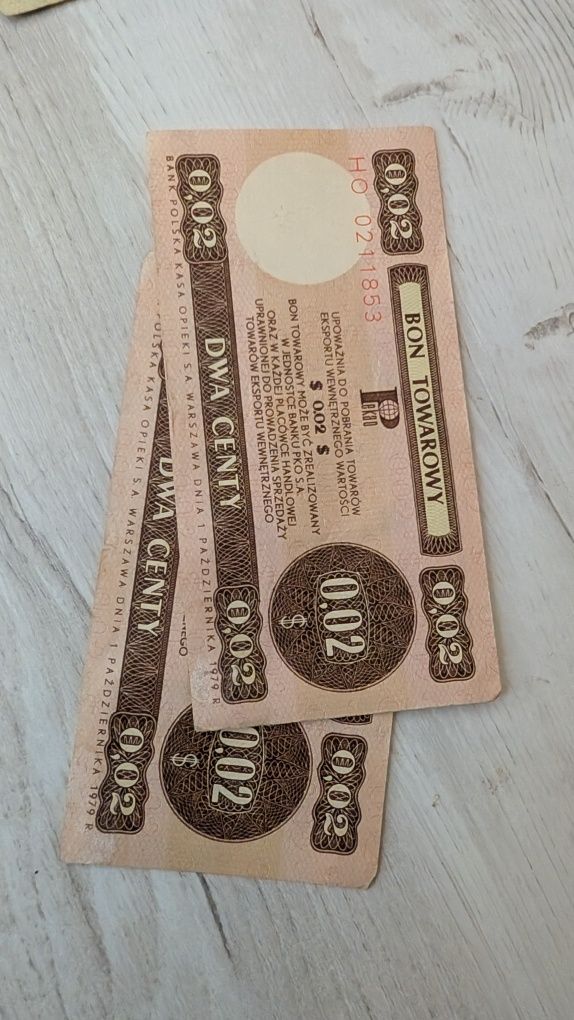 HO 0211853
0,02
BON TOWAROWY
0,02
Pekao
UPOWAŻNIA DO POBRANIA TOWARÓW
EKSPORTU WEWNĘTRZNEGO WARTOŚCI
$ 0.02 $
BON TOWAROWY MOŻE BYĆ ZREALIZOWANY
W JEDNOSTCE BANKU PKO S.A.
ORAZ W KAŻDEJ PLACÓWCE HANDLOWEJ
UPRAWNIONEJ DO PROWADZENIA SPRZEDAŻY
TOWARÓW EKSPORTU WEWNĘTRZNEGO
0,02
$
0,02
DWA CENTY
0,02
BANK POLSKA KASA OPIEKI S.A. WARSZAWA DNIA 1 PAŹDZIERNIKA 1979 R
0,02
0,02
$
NEGO
DWA CENTY
0,02
POLSKA KASA OPIEKI S.A. WARSZAWA DNIA 1 PAŹDZIERNIKA 1979 R